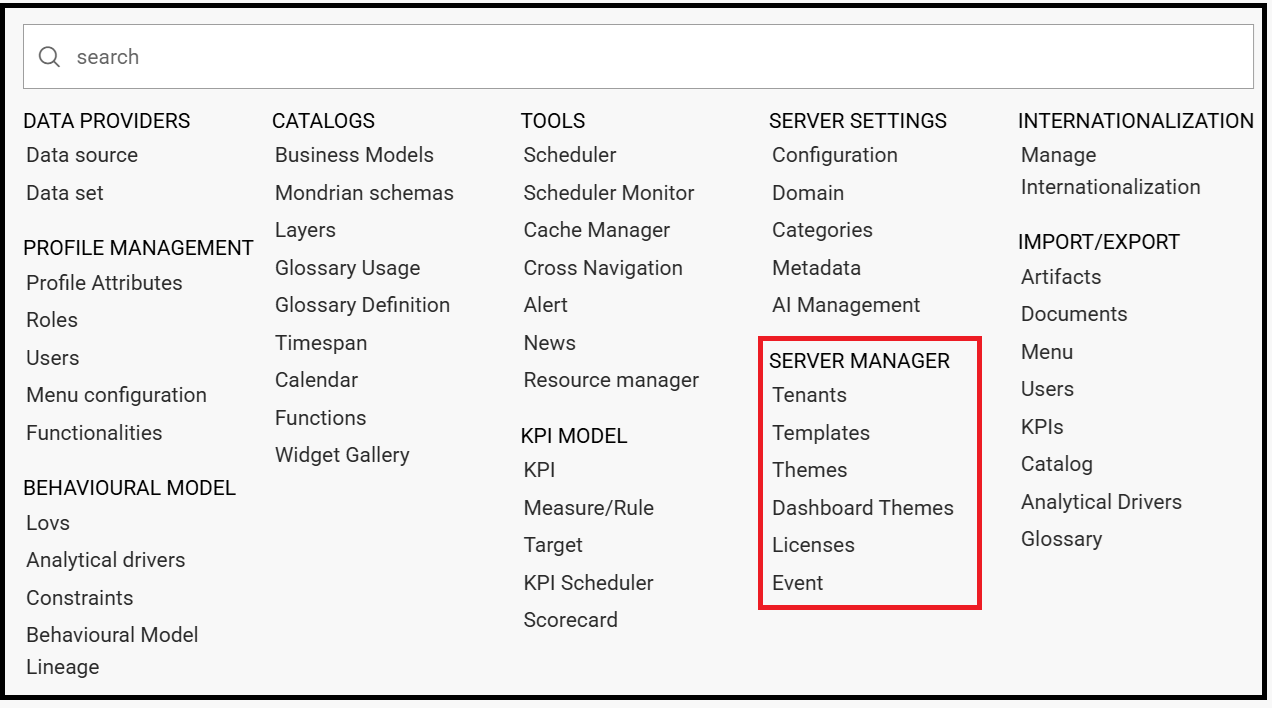 search
DATA PROVIDERS
Data source
Data set
PROFILE MANAGEMENT
Profile Attributes
Roles
Users
Menu configuration
Functionalities
BEHAVIOURAL MODEL
Lovs
Analytical drivers
Constraints
Behavioural Model
Lineage
CATALOGS
Business Models
Mondrian schemas
Layers
Glossary Usage
Glossary Definition
Timespan
Calendar
Functions
Widget Gallery
TOOLS
Scheduler
Scheduler Monitor
Cache Manager
Cross Navigation
Alert
News
Resource manager
KPI MODEL
KPI
Measure/Rule
Target
KPI Scheduler
Scorecard
SERVER SETTINGS
Configuration
Domain
Categories
Metadata
AI Management
SERVER MANAGER
Tenants
Templates
Themes
Dashboard Themes
Licenses
Event
INTERNATIONALIZATION
Manage
Internationalization
IMPORT/EXPORT
Artifacts
Documents
Menu
Users
KPIs
Catalog
Analytical Drivers
Glossary